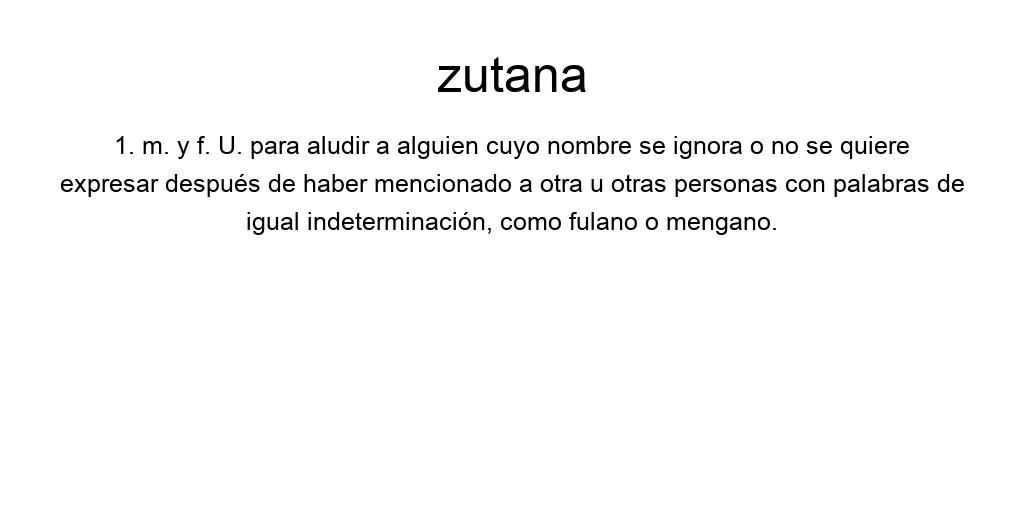 zutana
1. m. y f. U. para aludir a alguien cuyo nombre se ignora o no se quiere
expresar después de haber mencionado a otra u otras personas con palabras de
igual indeterminación, como fulano o mengano.